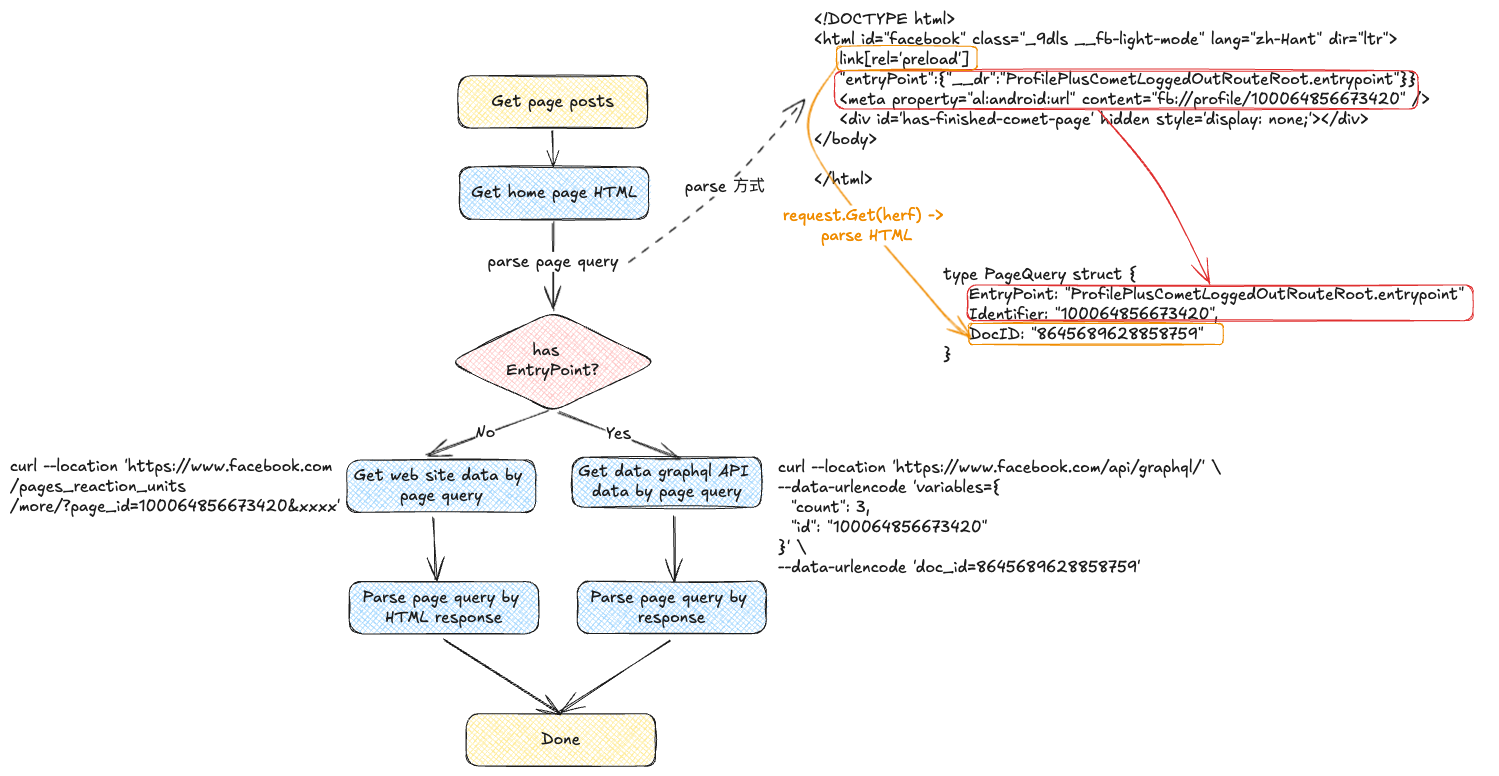 <!DOCTYPE html>
<html id="facebook" class="_9dls __fb-light-mode" lang="zh-Hant" dir="ltr">
link[rel='preload']
"entryPoint":{"__dr":"ProfilePlusCometLoggedOutRouteRoot.entrypoint"}}
<meta property="al:android:url" content="fb://profile/100064856673420" />
<div id='has-finished-comet-page' hidden style='display: none;'></div>
</body>
</html>
Get page posts
Get home page HTML
parse 方式
request.Get(herf) ->
parse HTML
parse page query
type PageQuery struct {
EntryPoint: "ProfilePlusCometLoggedOutRouteRoot.entrypoint"
Identifier: "100064856673420",
DocID: "8645689628858759"
}
has
EntryPoint?
No
Yes
curl --location 'https://www.facebook.com
/pages_reaction_units
/more/?page_id=100064856673420&xxxx'
Get web site data by
page query
Get data graphql API
data by page query
curl --location 'https://www.facebook.com/api/graphql/' \
--data-urlencode 'variables={
"count": 3,
"id": "100064856673420"
}' \
--data-urlencode 'doc_id=8645689628858759'
Parse page query by
HTML response
Parse page query by
response
Done